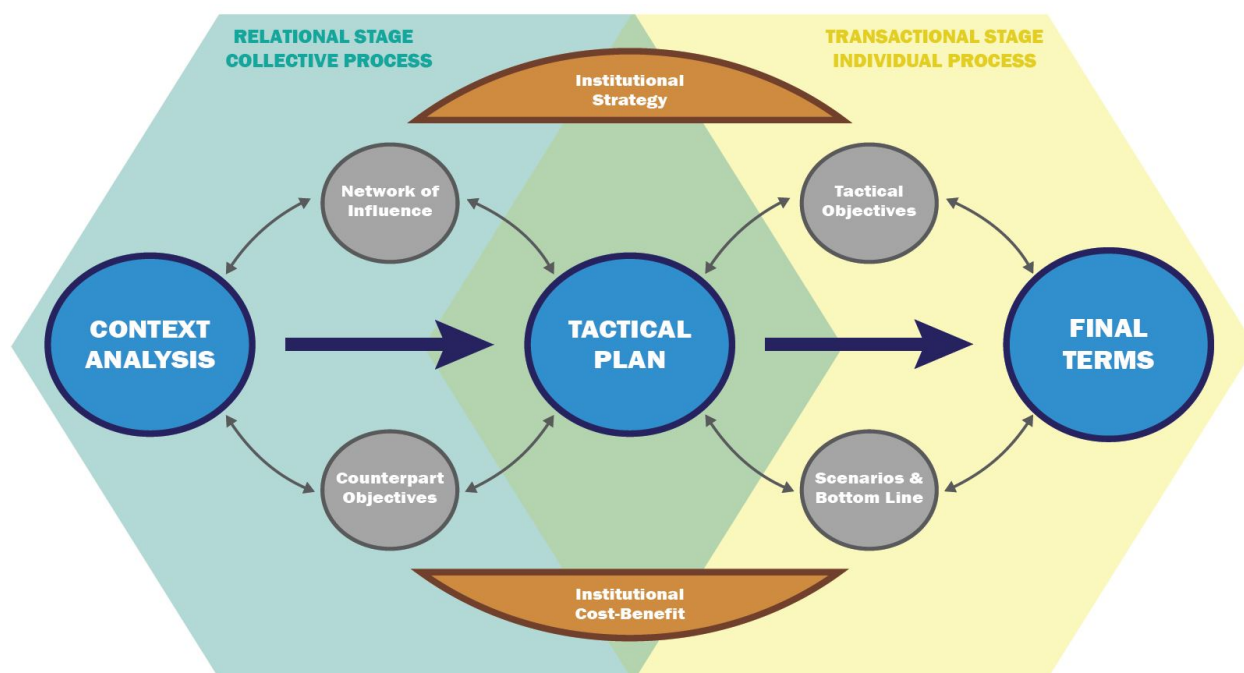 RELATIONAL STAGE
COLLECTIVE PROCESS
TRANSACTIONAL STAGE
INDIVIDUAL PROCESS
Institutional
Strategy
Network of
Influence
Tactical
Objectives
CONTEXT
ANALYSIS
TACTICAL
PLAN
FINAL
TERMS
Counterpart
Objectives
Scenarios &
Bottom Line
Institutional
Cost-Benefit